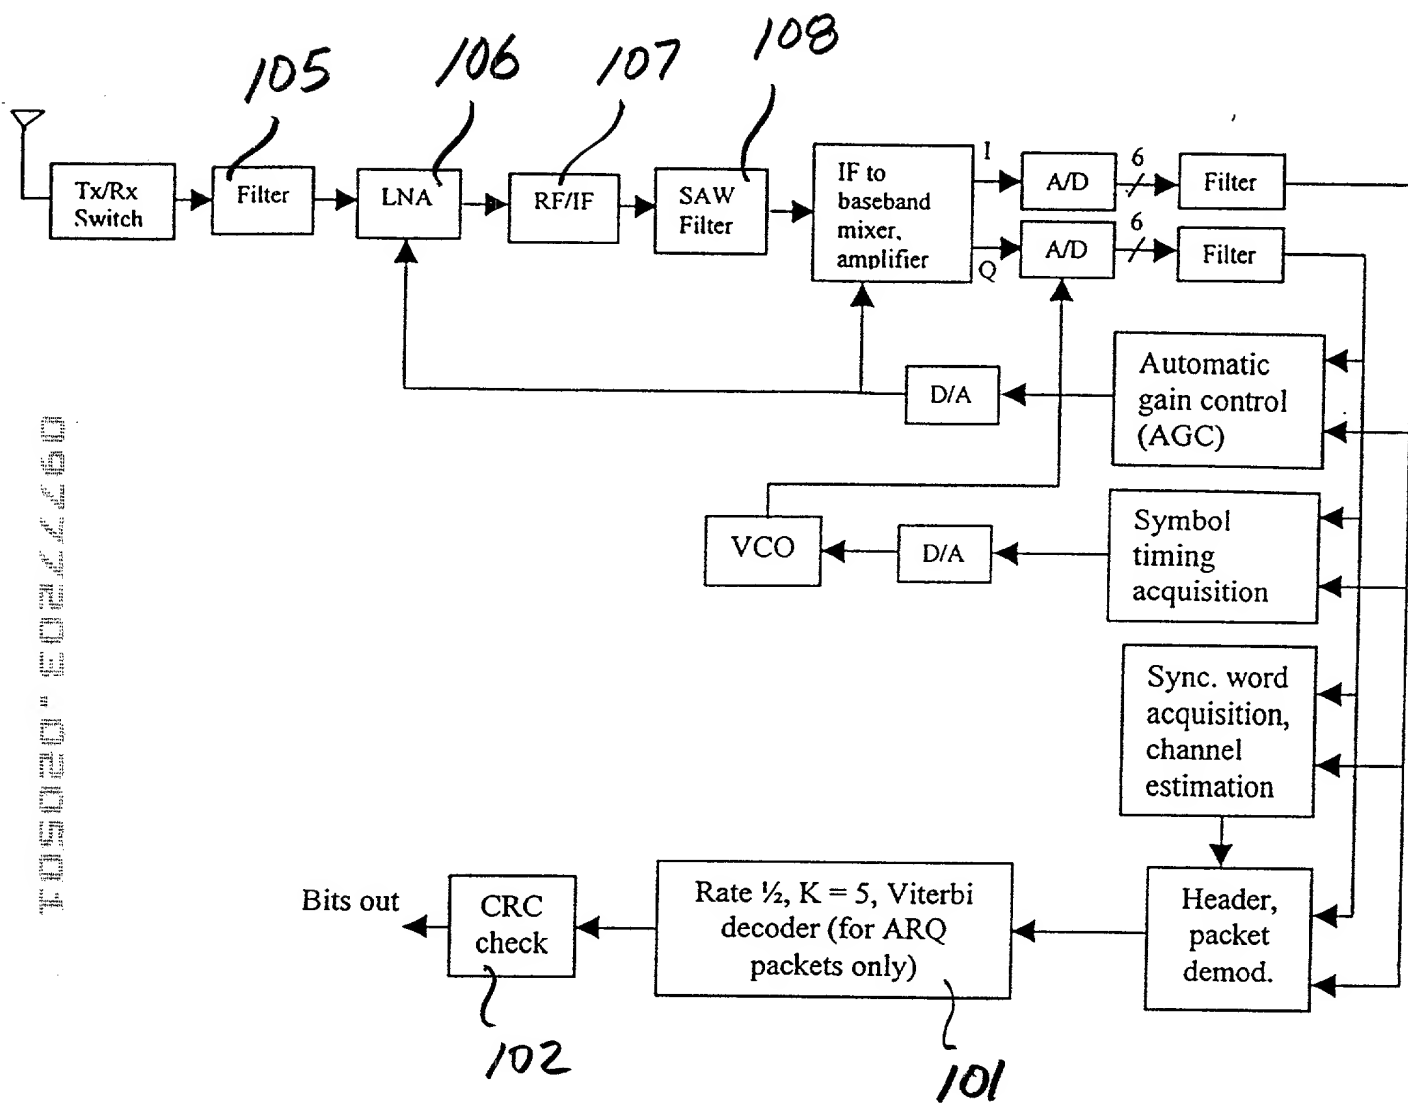 105
106
107
108
Tx/Rx
Switch
Filter
LNA
RF/IF
SAW
Filter
IF to
baseband
mixer,
amplifier
I
Q
A/D
6
Filter
A/D
6
Filter
Automatic
gain control
(AGC)
D/A
Symbol
timing
acquisition
D/A
VCO
Sync. word
acquisition,
channel
estimation
Header,
packet
demod.
Rate ½, K = 5, Viterbi
decoder (for ARQ
packets only)
CRC
check
Bits out
102
101
09777203.020501